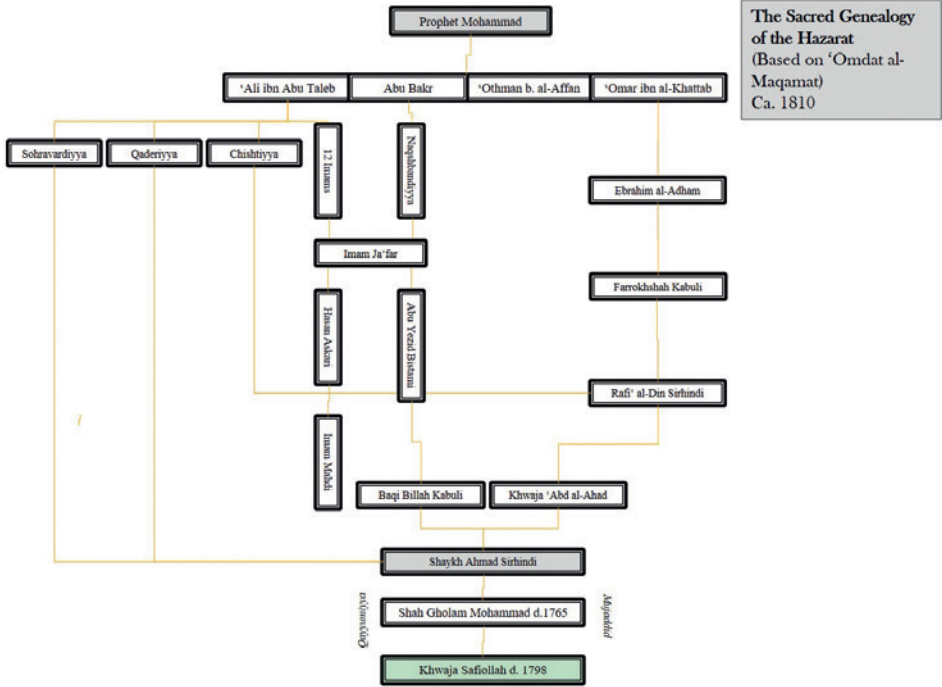 Prophet Mohammad
The Sacred Genealogy
of the Hazarat
(Based on ‘Omdat al-
Maqamat)
Ca. 1810
‘Ali ibn Abu Taleb
Abu Bakr
‘Othman b. al-Affan
‘Omar ibn al-Khattab
Sohravardiyya
Qaderiyya
Chishtiyya
12 Imams
Naqshbandiyya
Ebrahim al-Adham
Imam Ja‘far
Farrokhshah Kabuli
Hasan Askari
Abu Yezid Bistami
Rafi‘ al-Din Sirhindi
Imam Mahdi
Baqi Billah Kabuli
Khwaja ‘Abd al-Ahad
Shaykh Ahmad Sirhindi
Qayyumiyya
Shah Gholam Mohammad d.1765
Mujaddid
Khwaja Safiollah d. 1798